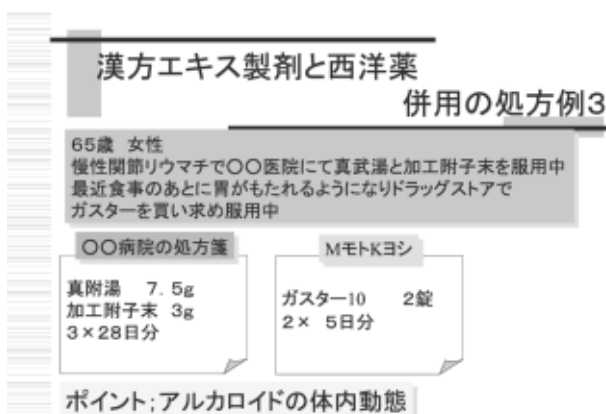 漢方エキス製剤と西洋薬
併用の処方例3
65歳 女性
慢性関節リウマチで〇〇医院にて真武湯と加工附子末を服用中
最近食事のあとに胃がもたれるようになりドラッグストアで
ガスターを買い求め服用中
〇〇病院の処方箋
真附湯 7.5g
加工附子末 3g
3×28日分
MモトKヨシ
ガスター10 2錠
2× 5日分
ポイント;アルカロイドの体内動態